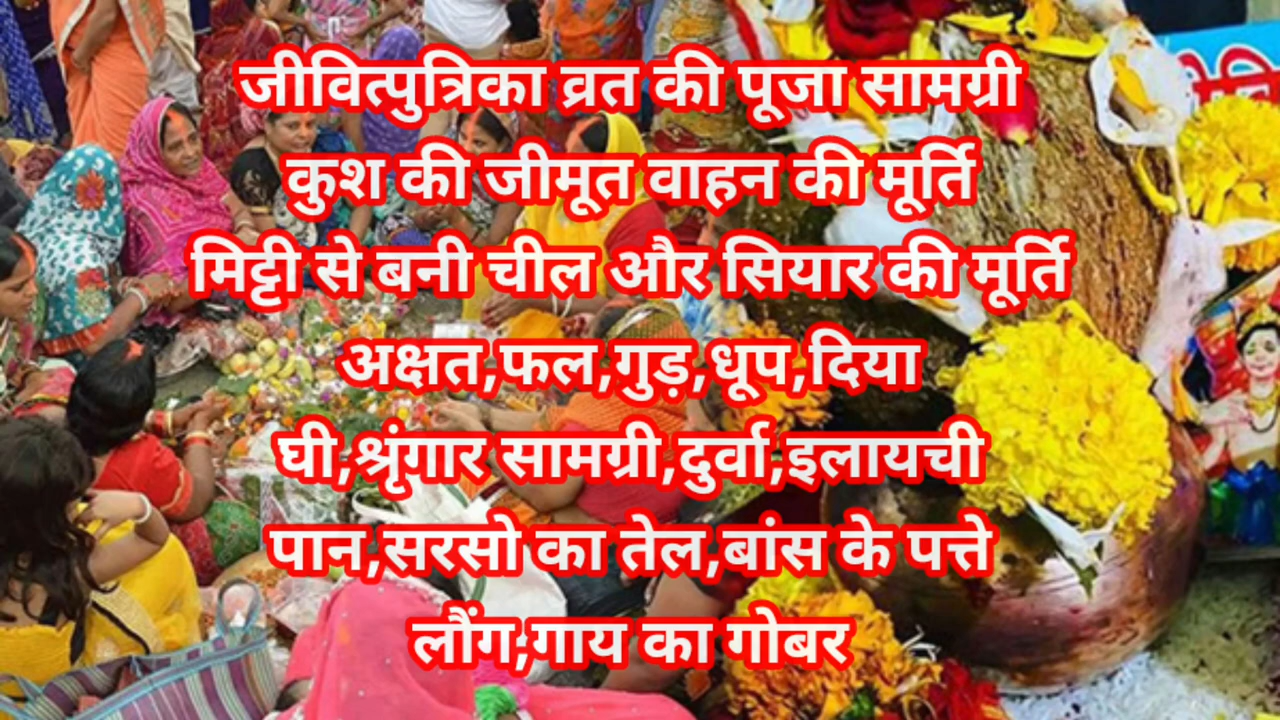 जीवित्पुत्रिका व्रत की पूजा सामग्री
कुश की जीमूत वाहन की मूर्ति
मिट्टी से बनी चील और सियार की मूर्ति
अक्षत,फल,गुड़,धूप,दिया
घी,श्रृंगार सामग्री,दुर्वा,इलायची
पान,सरसो का तेल,बांस के पत्ते
लौंग,गाय का गोबर